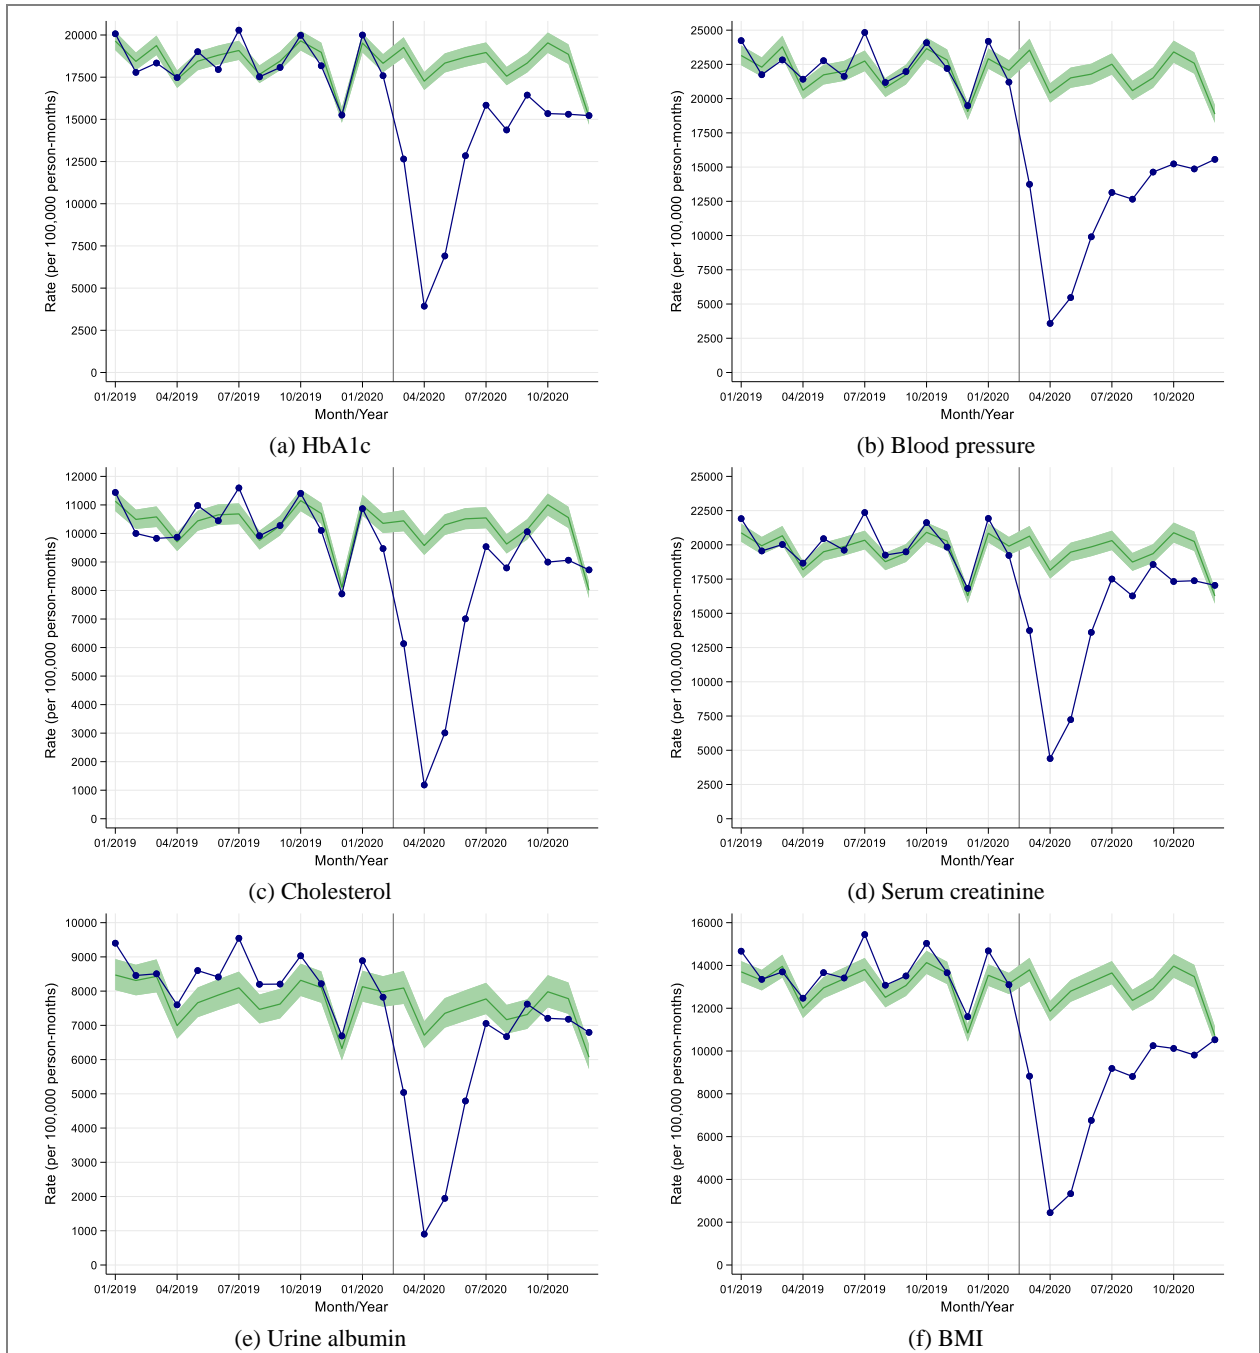 Rate (per 100,000 person-months)
20000
17500
15000
12500
10000
7500
5000
2500
0
01/2019 04/2019 07/2019 10/2019 01/2020 04/2020 07/2020 10/2020
Month/Year
(a) HbA1c
Rate (per 100,000 person-months)
25000
22500
20000
17500
15000
12500
10000
7500
5000
2500
0
01/2019 04/2019 07/2019 10/2019 01/2020 04/2020 07/2020 10/2020
Month/Year
(b) Blood pressure
Rate (per 100,000 person-months)
12000
11000
10000
9000
8000
7000
6000
5000
4000
3000
2000
1000
0
01/2019 04/2019 07/2019 10/2019 01/2020 04/2020 07/2020 10/2020
Month/Year
(c) Cholesterol
Rate (per 100,000 person-months)
25000
22500
20000
17500
15000
12500
10000
7500
5000
2500
0
01/2019 04/2019 07/2019 10/2019 01/2020 04/2020 07/2020 10/2020
Month/Year
(d) Serum creatinine
Rate (per 100,000 person-months)
10000
9000
8000
7000
6000
5000
4000
3000
2000
1000
0
01/2019 04/2019 07/2019 10/2019 01/2020 04/2020 07/2020 10/2020
Month/Year
(e) Urine albumin
Rate (per 100,000 person-months)
16000
14000
12000
10000
8000
6000
4000
2000
0
01/2019 04/2019 07/2019 10/2019 01/2020 04/2020 07/2020 10/2020
Month/Year
(f) BMI